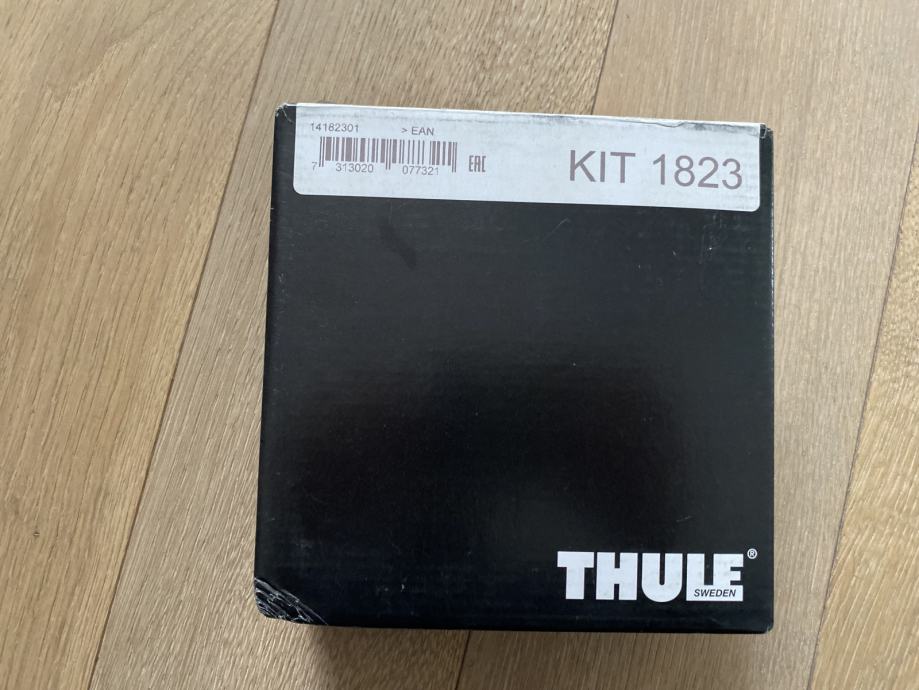 14182301 > EAN
7 313020 077321
EAC
KIT 1823
THULE®
SWEDEN